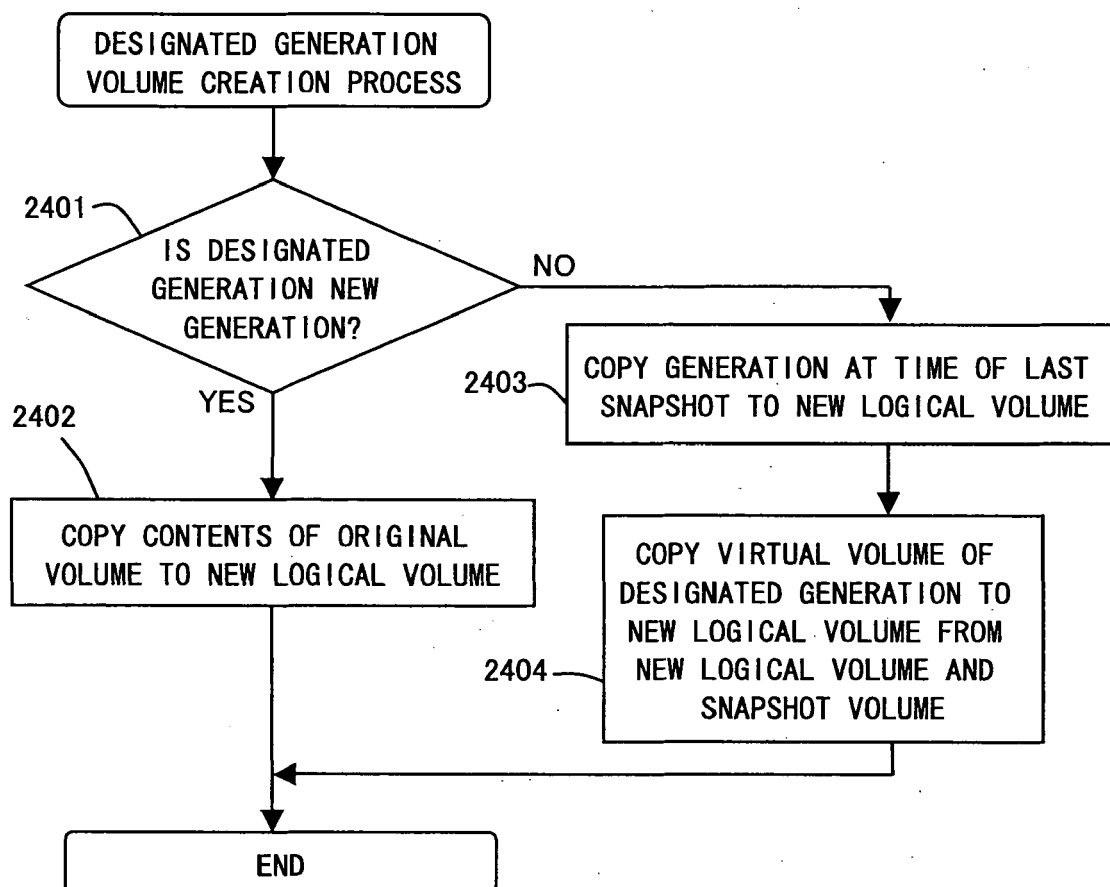 DESIGNATED GENERATION
VOLUME CREATION PROCESS
2401
IS DESIGNATED
GENERATION NEW
GENERATION?
NO
YES
2403
COPY GENERATION AT TIME OF LAST
SNAPSHOT TO NEW LOGICAL VOLUME
2402
COPY CONTENTS OF ORIGINAL
VOLUME TO NEW LOGICAL VOLUME
2404
COPY VIRTUAL VOLUME OF
DESIGNATED GENERATION TO
NEW LOGICAL VOLUME FROM
NEW LOGICAL VOLUME AND
SNAPSHOT VOLUME
END